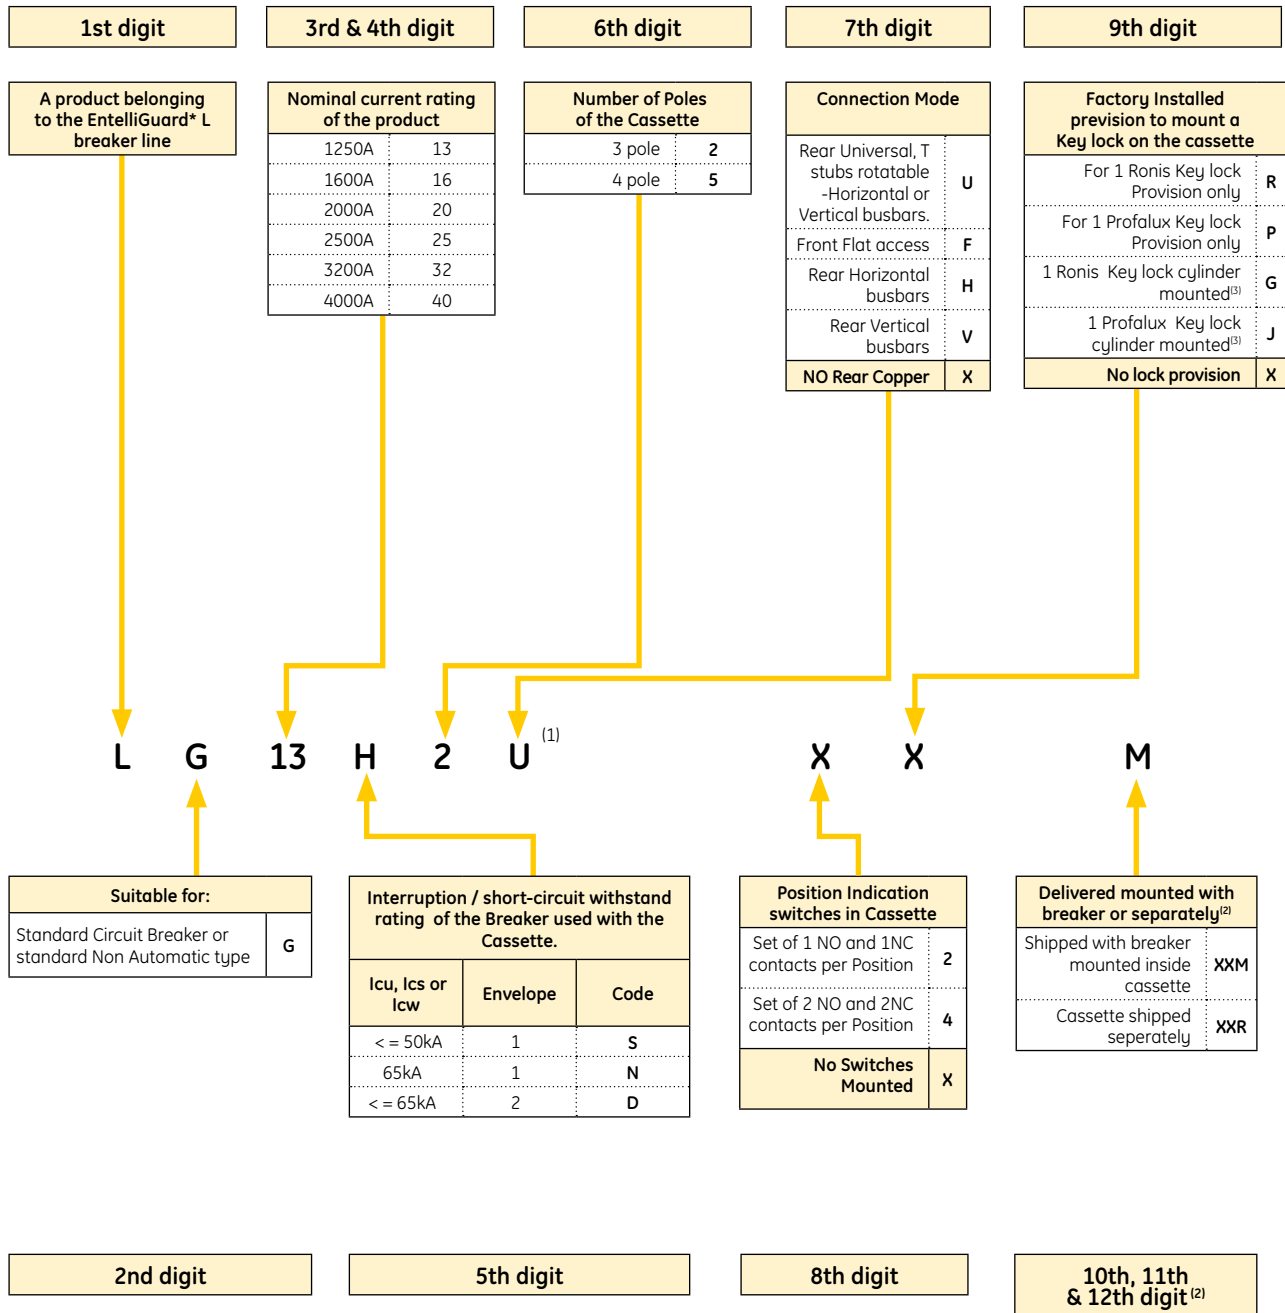 1st digit
3rd & 4th digit
6th digit
7th digit
9th digit
A product belonging
to the EntelliGuard* L
breaker line
Nominal current rating
of the product
1250A 13
1600A 16
2000A 20
2500A 25
3200A 32
4000A 40
Number of Poles
of the Cassette
3 pole 2
4 pole 5
Connection Mode
Rear Universal, T
stubs rotatable
-Horizontal or
Vertical busbars.
U
Front Flat access F
Rear Horizontal
busbars
H
Rear Vertical
busbars
V
NO Rear Copper X
Factory Installed
prevision to mount a
Key lock on the cassette
For 1 Ronis Key lock
Provision only
R
For 1 Profalux Key lock
Provision only
P
1 Ronis Key lock cylinder
mounted(3)
G
1 Profalux Key lock
cylinder mounted(3)
J
No lock provision X
L G 13 H 2 U (1) X X M
Suitable for:
Standard Circuit Breaker or
standard Non Automatic type
G
Interruption / short-circuit withstand
rating of the Breaker used with the
Cassette.
Icu, Ics or
Icw
Envelope
Code
< = 50kA 1 S
65kA 1 N
< = 65kA 2 D
Position Indication
switches in Cassette
Set of 1 NO and 1NC
contacts per Position
2
Set of 2 NO and 2NC
contacts per Position
4
No Switches
Mounted
X
Delivered mounted with
breaker or separately(2)
Shipped with breaker
mounted inside
cassette
XXM
Cassette shipped
seperately
XXR
2nd digit
5th digit
8th digit
10th, 11th
& 12th digit (2)